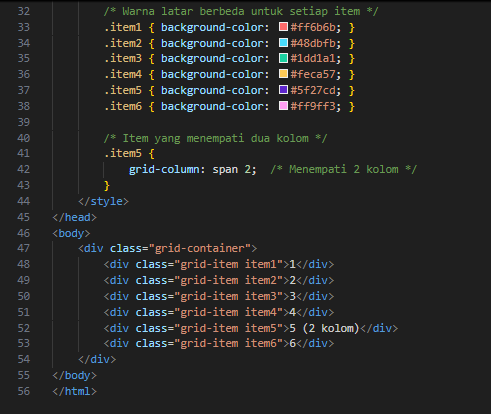 32 /* Warna latar berbeda untuk setiap item */
33 .item1 { background-color: #ff6b6b; }
34 .item2 { background-color: #48dbfb; }
35 .item3 { background-color: #1dd1a1; }
36 .item4 { background-color: #feca57; }
37 .item5 { background-color: #5f27cd; }
38 .item6 { background-color: #ff9ff3; }
39
40 /* Item yang menempati dua kolom */
41 .item5 {
42 grid-column: span 2; /* Menempati 2 kolom */
43 }
44 </style>
45 </head>
46 <body>
47 <div class="grid-container">
48 <div class="grid-item item1">1</div>
49 <div class="grid-item item2">2</div>
50 <div class="grid-item item3">3</div>
51 <div class="grid-item item4">4</div>
52 <div class="grid-item item5">5 (2 kolom)</div>
53 <div class="grid-item item6">6</div>
54 </div>
55 </body>
56 </html>